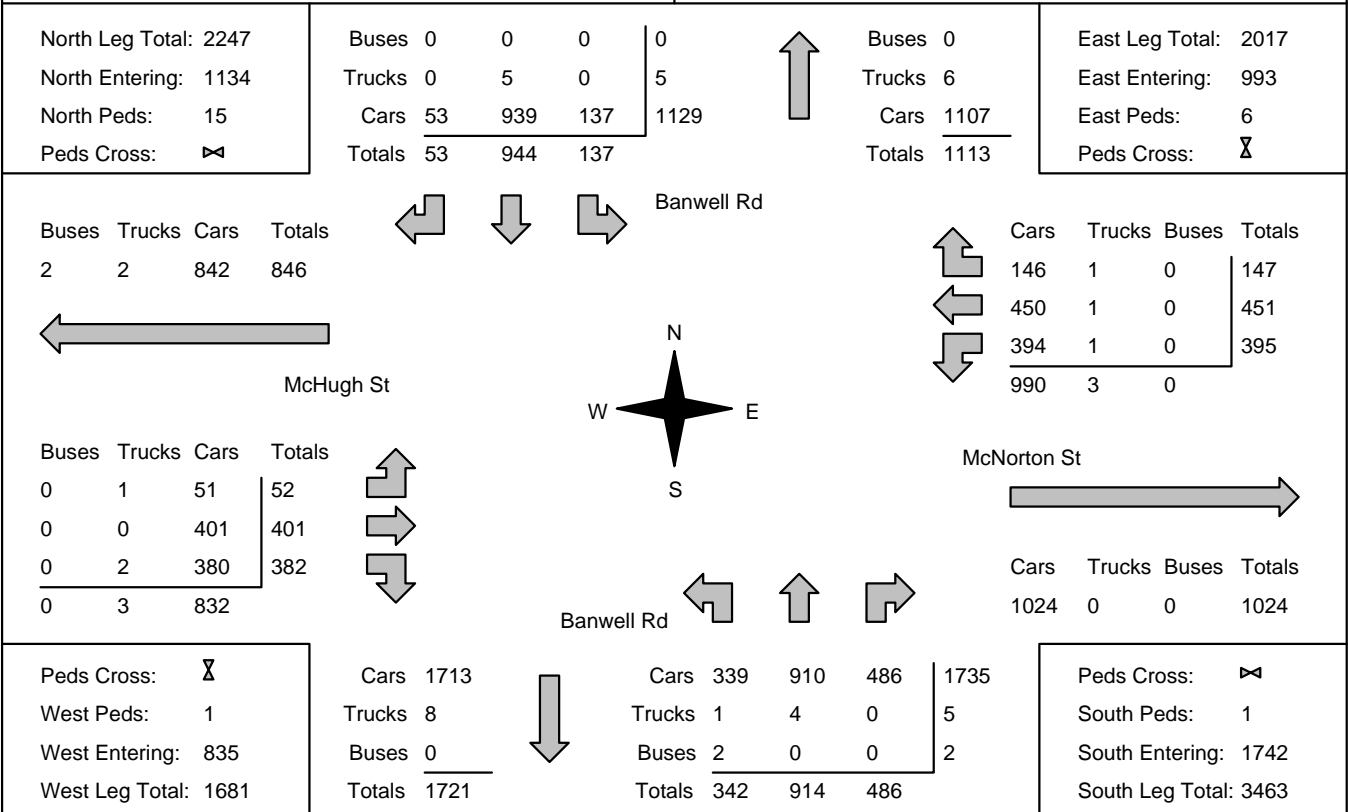 North Leg Total: 2247
North Entering: 1134
North Peds: 15
Peds Cross:
Buses 0 0 0 0
Trucks 0 5 0 5
Cars 53 939 137 1129
Totals 53 944 137
Buses 0
Trucks 6
Cars 1107
Totals 1113
East Leg Total: 2017
East Entering: 993
East Peds: 6
Peds Cross:
Banwell Rd
Buses Trucks Cars Totals
2 2 842 846
Cars Trucks Buses Totals
146 1 0 147
450 1 0 451
394 1 0 395
990 3 0
McHugh St
N
W E
S
Buses Trucks Cars Totals
0 1 51 52
0 0 401 401
0 2 380 382
0 3 832
McNorton St
Cars Trucks Buses Totals
1024 0 0 1024
Banwell Rd
Peds Cross:
West Peds: 1
West Entering: 835
West Leg Total: 1681
Cars 1713
Trucks 8
Buses 0
Totals 1721
Cars 339 910 486 1735
Trucks 1 4 0 5
Buses 2 0 0 2
Totals 342 914 486
Peds Cross:
South Peds: 1
South Entering: 1742
South Leg Total: 3463